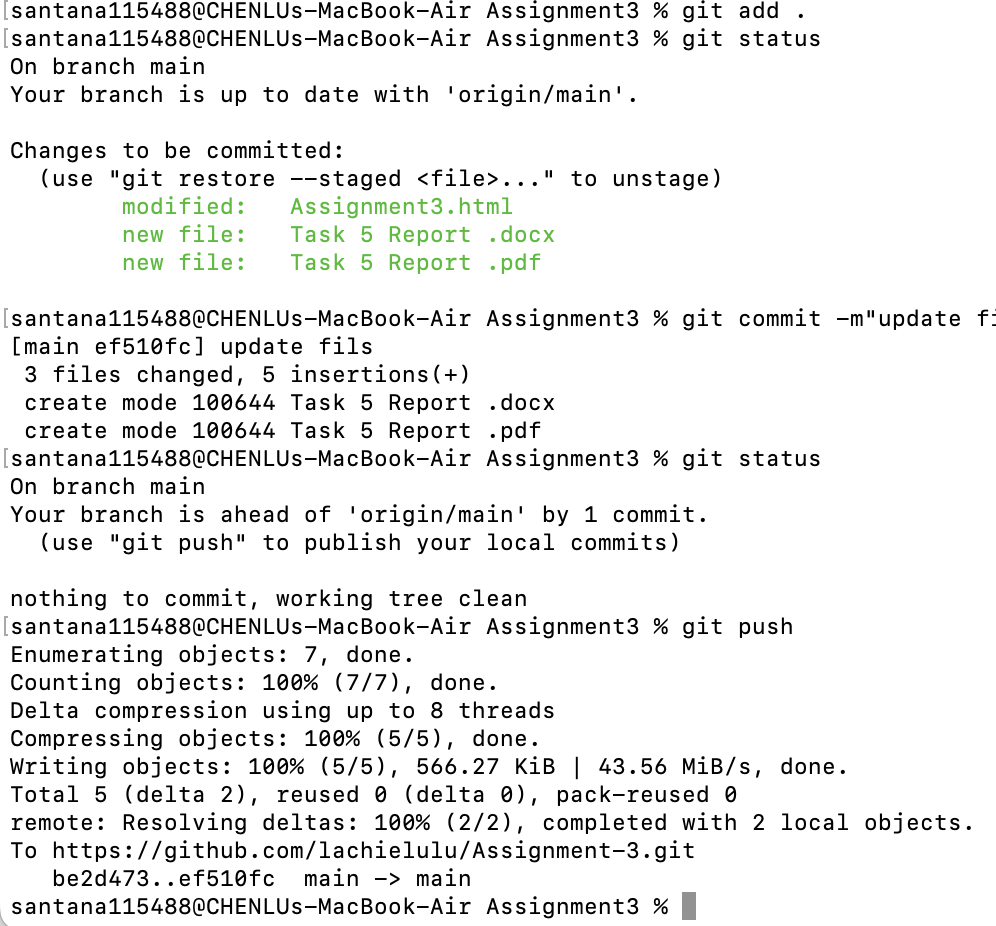 [santana115488@CHENLUs-MacBook-Air Assignment3 % git add .
[santana115488@CHENLUs-MacBook-Air Assignment3 % git status
On branch main
Your branch is up to date with 'origin/main'.
Changes to be committed:
(use "git restore --staged <file>..." to unstage)
modified: Assignment3.html
new file: Task 5 Report .docx
new file: Task 5 Report .pdf
[santana115488@CHENLUs-MacBook-Air Assignment3 % git commit -m"update fi
[main ef510fc] update fils
3 files changed, 5 insertions(+)
create mode 100644 Task 5 Report .docx
create mode 100644 Task 5 Report .pdf
[santana115488@CHENLUs-MacBook-Air Assignment3 % git status
On branch main
Your branch is ahead of 'origin/main' by 1 commit.
(use "git push" to publish your local commits)
nothing to commit, working tree clean
[santana115488@CHENLUs-MacBook-Air Assignment3 % git push
Enumerating objects: 7, done.
Counting objects: 100% (7/7), done.
Delta compression using up to 8 threads
Compressing objects: 100% (5/5), done.
Writing objects: 100% (5/5), 566.27 KiB | 43.56 MiB/s, done.
Total 5 (delta 2), reused 0 (delta 0), pack-reused 0
remote: Resolving deltas: 100% (2/2), completed with 2 local objects.
To https://github.com/lachielulu/Assignment-3.git
be2d473..ef510fc main -> main
santana115488@CHENLUs-MacBook-Air Assignment3 %